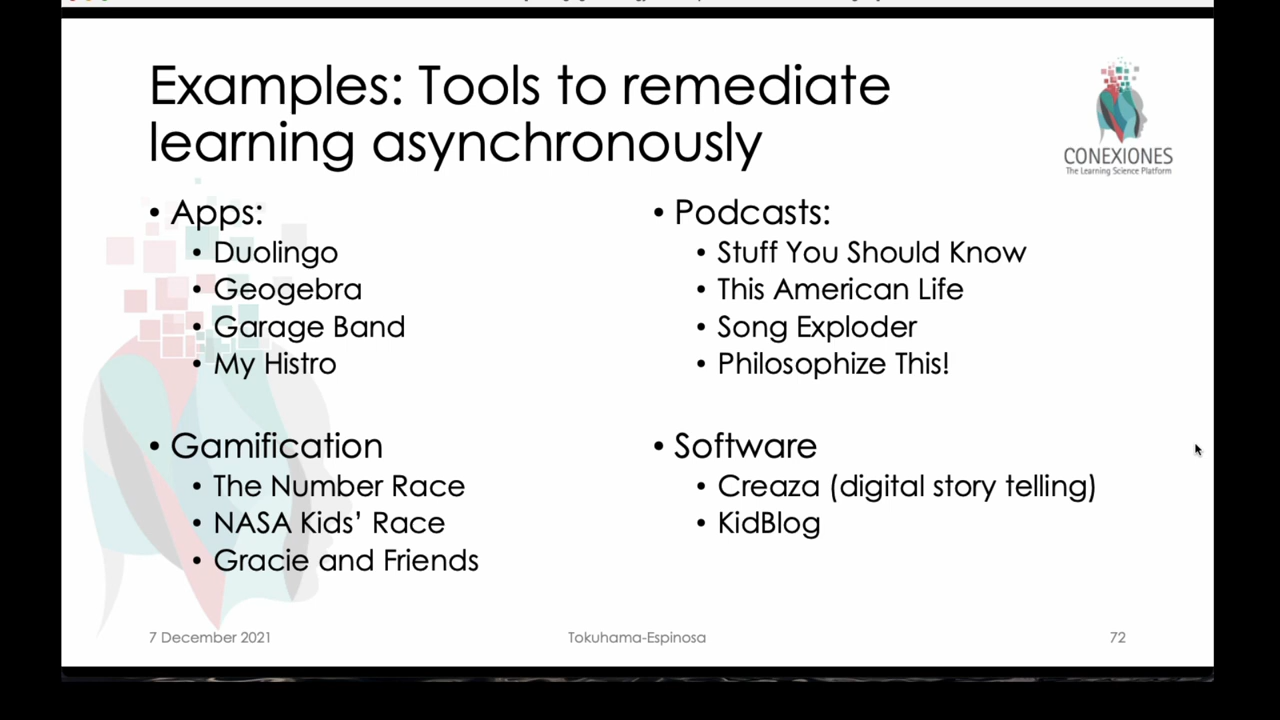 Examples: Tools to remediate
learning asynchronously
CONEXIONES
The Learning Science Platform
• Apps:
• Duolingo
• Geogebra
• Garage Band
• My Histro
• Gamification
• The Number Race
• NASA Kids’ Race
• Gracie and Friends
• Podcasts:
• Stuff You Should Know
• This American Life
• Song Exploder
• Philosophize This!
• Software
• Creaza (digital story telling)
• KidBlog
7 December 2021
Tokuhama-Espinosa
72